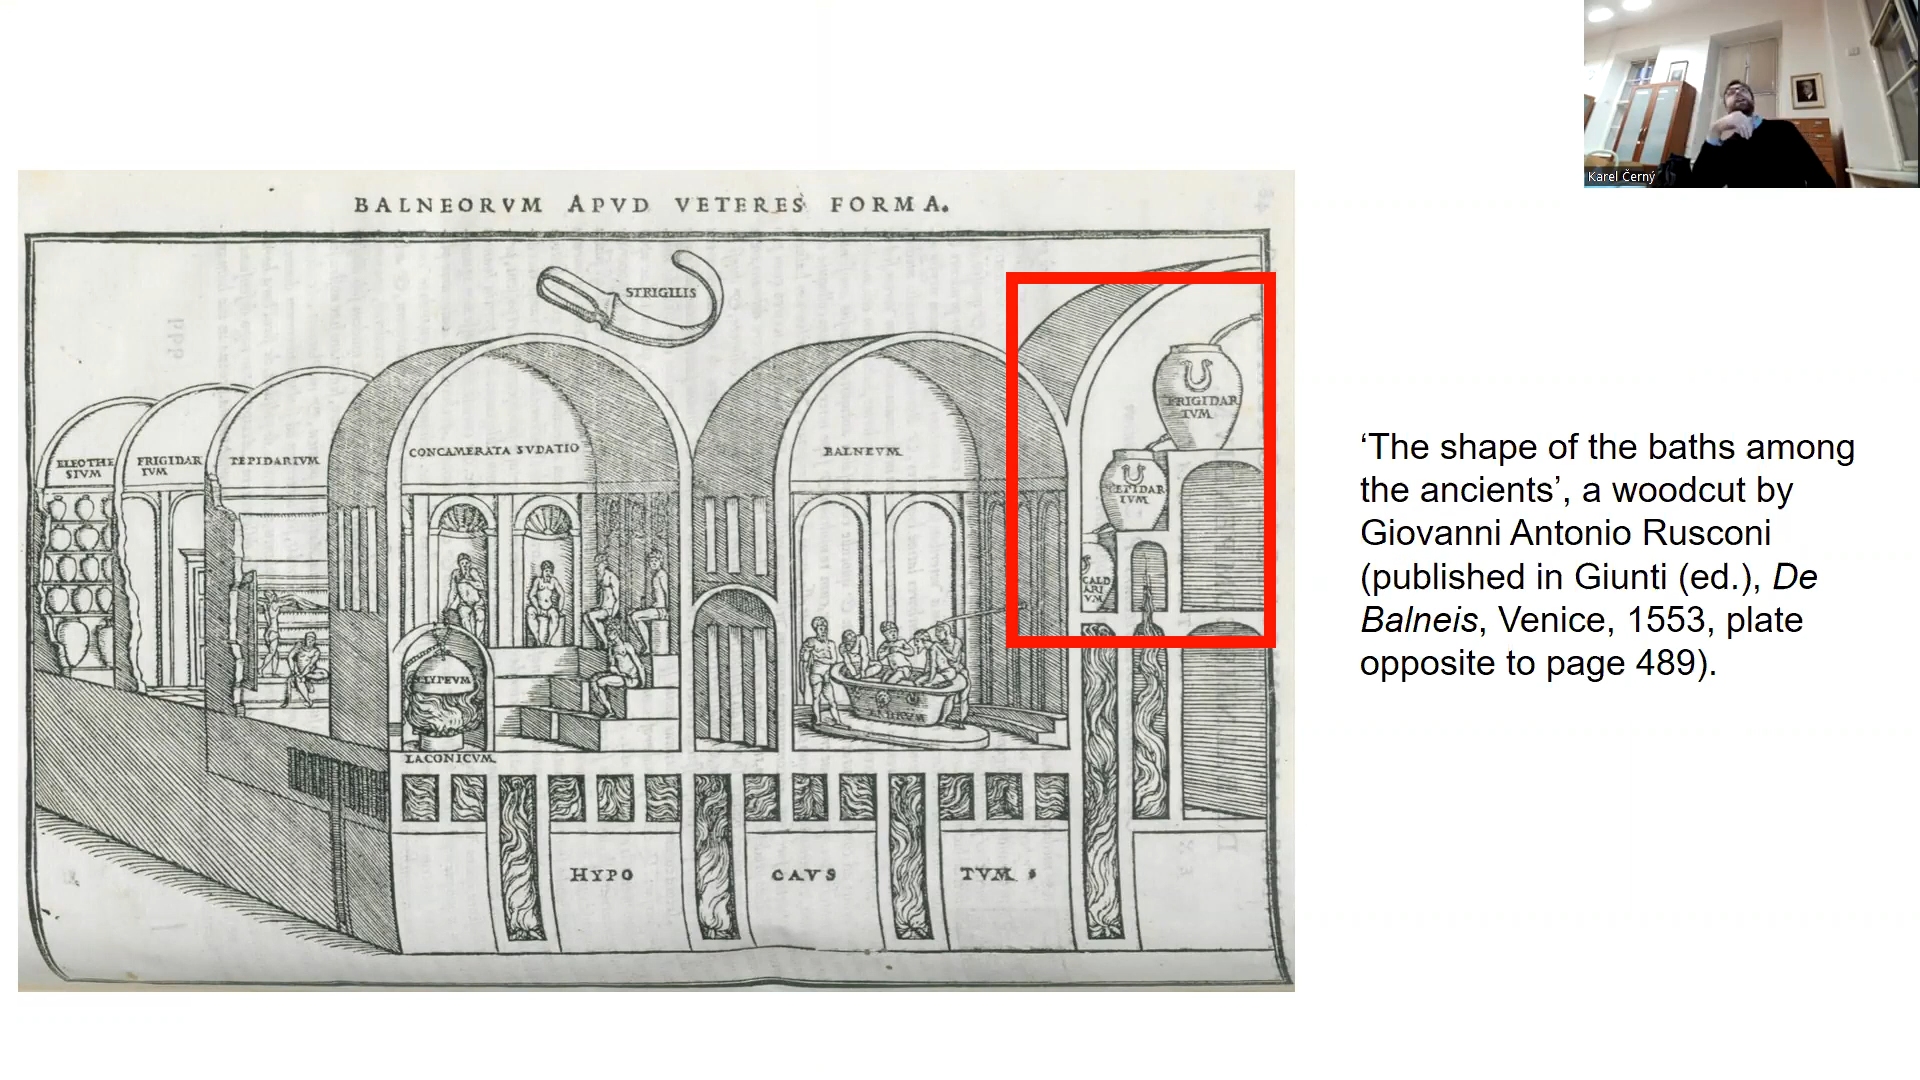 Karel Černý
BALNEORVM APVD VETERES FORMA.
STRIGILIS
FRIGIDAR
IVM
TEPIDAR
IVM
CALD
ARI
VM
ELEOTHE
SIVM
FRIGIDAR
IVM
TEPIDARIVM
CONCAMERATA SVDATIO
BALNEVM
CLYPEVM
LABRVM
LACONICVM
HYPO CAVS TVM
‘The shape of the baths among
the ancients’, a woodcut by
Giovanni Antonio Rusconi
(published in Giunti (ed.), De
Balneis, Venice, 1553, plate
opposite to page 489).